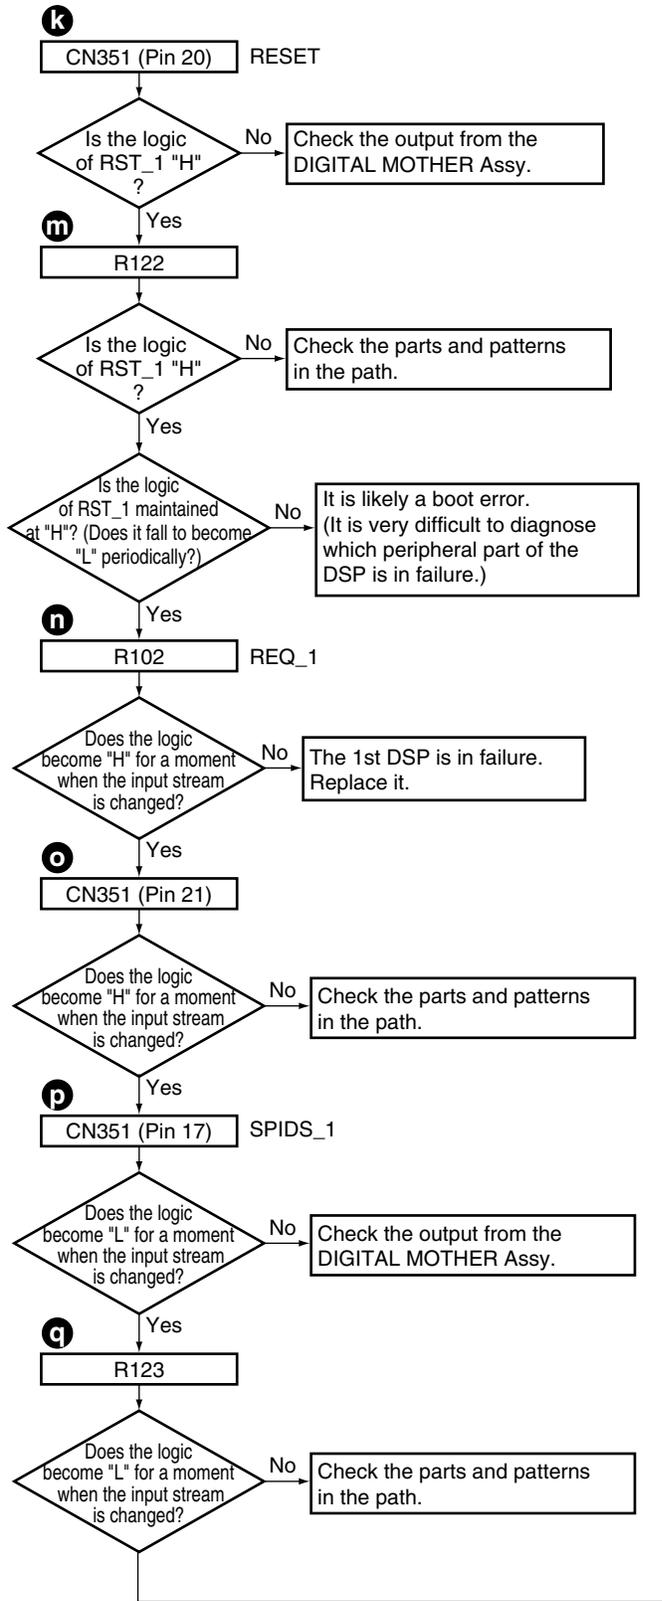 k
CN351 (Pin 20) RESET
Is the logic
of RST_1 "H"
?
No
Check the output from the
DIGITAL MOTHER Assy.
Yes
m
R122
Is the logic
of RST_1 "H"
?
No
Check the parts and patterns
in the path.
Yes
Is the logic
of RST_1 maintained
at "H"? (Does it fall to become
"L" periodically?)
No
It is likely a boot error.
(It is very difficult to diagnose
which peripheral part of the
DSP is in failure.)
Yes
n
R102 REQ_1
Does the logic
become "H" for a moment
when the input stream
is changed?
No
The 1st DSP is in failure.
Replace it.
Yes
o
CN351 (Pin 21)
Does the logic
become "H" for a moment
when the input stream
is changed?
No
Check the parts and patterns
in the path.
Yes
p
CN351 (Pin 17) SPIDS_1
Does the logic
become "L" for a moment
when the input stream
is changed?
No
Check the output from the
DIGITAL MOTHER Assy.
Yes
q
R123
Does the logic
become "L" for a moment
when the input stream
is changed?
No
Check the parts and patterns
in the path.